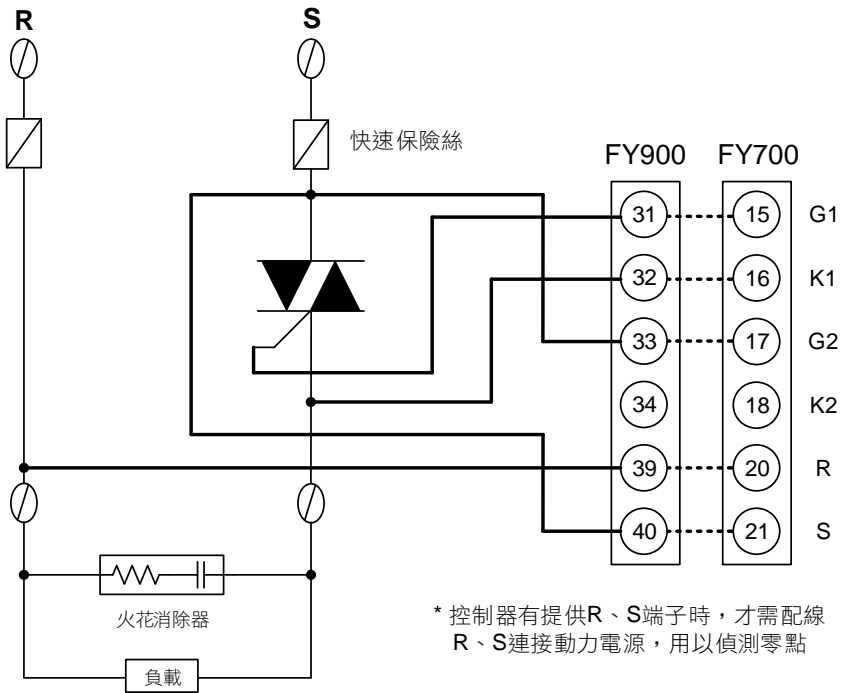 R S
快速保險絲
FY900 FY700
31 15 G1
32 16 K1
33 17 G2
34 18 K2
39 20 R
40 21 S
火花消除器
負載
* 控制器有提供R、S端子時，才需配線
R、S連接動力電源，用以偵測零點